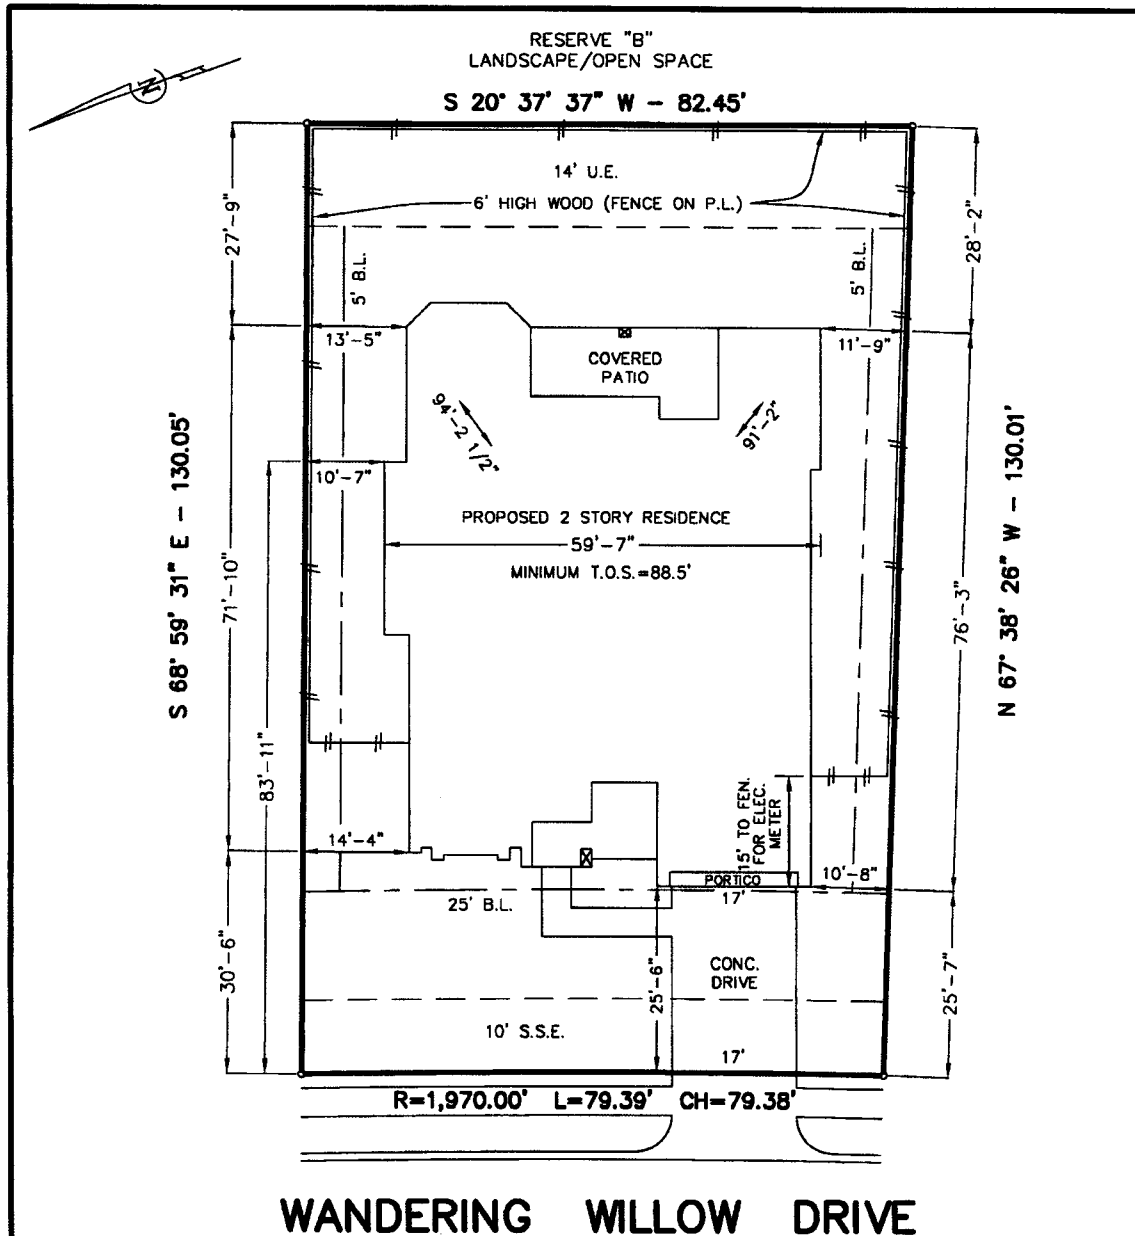 RESERVE "B"
LANDSCAPE/OPEN SPACE
N
S 20° 37' 37" W - 82.45'
14' U.E.
6' HIGH WOOD (FENCE ON P.L.)
27'-9"
28'-2"
5' B.L.
5' B.L.
13'-5"
11'-9"
COVERED
PATIO
94'-2 1/2"
91'-2"
S 68° 59' 31" E - 130.05'
N 67° 38' 26" W - 130.01'
10'-7"
PROPOSED 2 STORY RESIDENCE
59'-7"
MINIMUM T.O.S.=88.5'
71'-10"
76'-3"
83'-11"
15' TO FEN.
FOR ELEC.
METER
14'-4"
10'-8"
PORTICO
17'
25' B.L.
30'-6"
25'-6"
CONC.
DRIVE
25'-7"
10' S.S.E.
17'
R=1,970.00' L=79.39' CH=79.38'
WANDERING WILLOW DRIVE